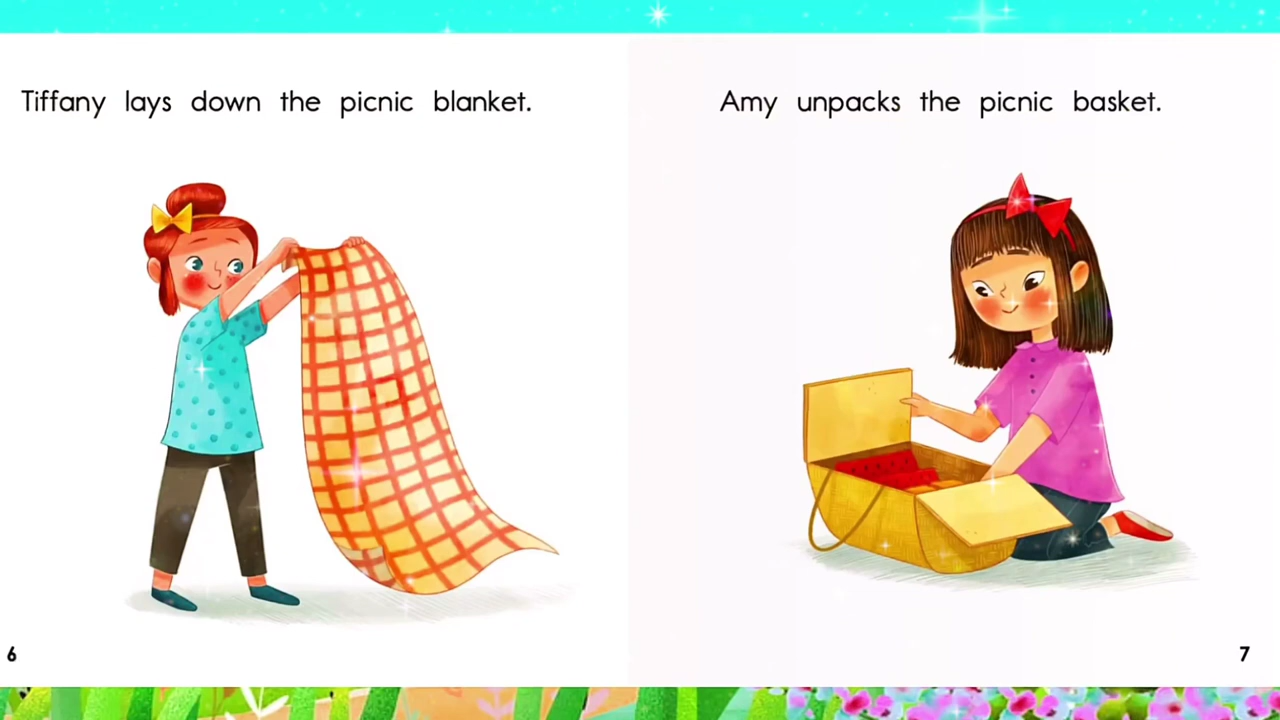 Tiffany lays down the picnic blanket.
Amy unpacks the picnic basket.
6
7